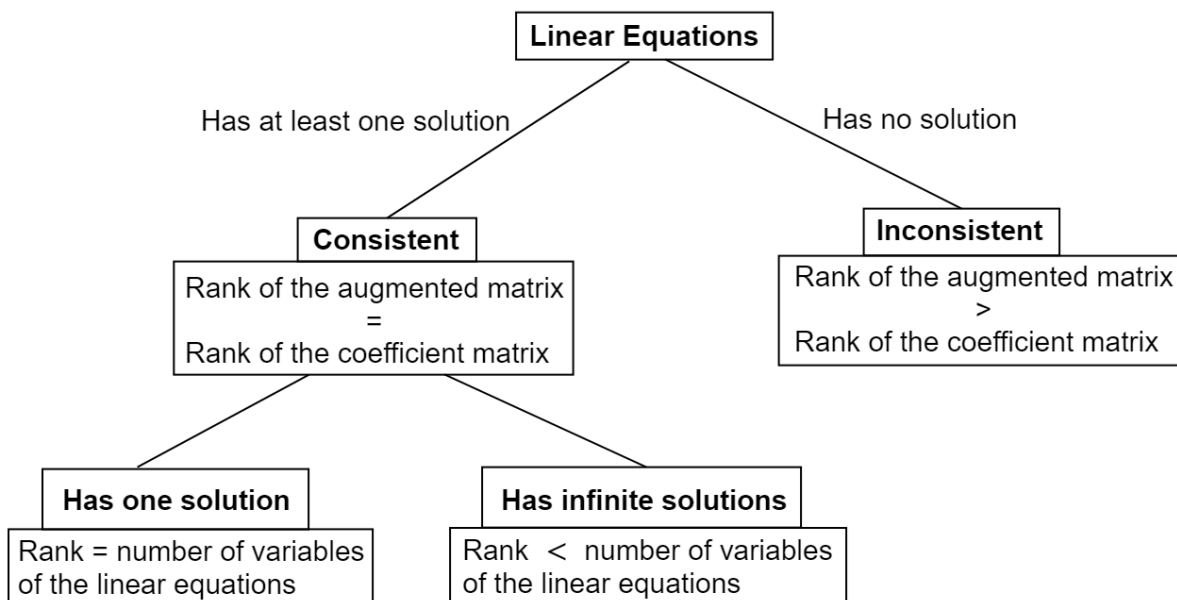 Linear Equations
Has at least one solution
Has no solution
Consistent
Rank of the augmented matrix
=
Rank of the coefficient matrix
Inconsistent
Rank of the augmented matrix
>
Rank of the coefficient matrix
Has one solution
Rank = number of variables
of the linear equations
Has infinite solutions
Rank < number of variables
of the linear equations